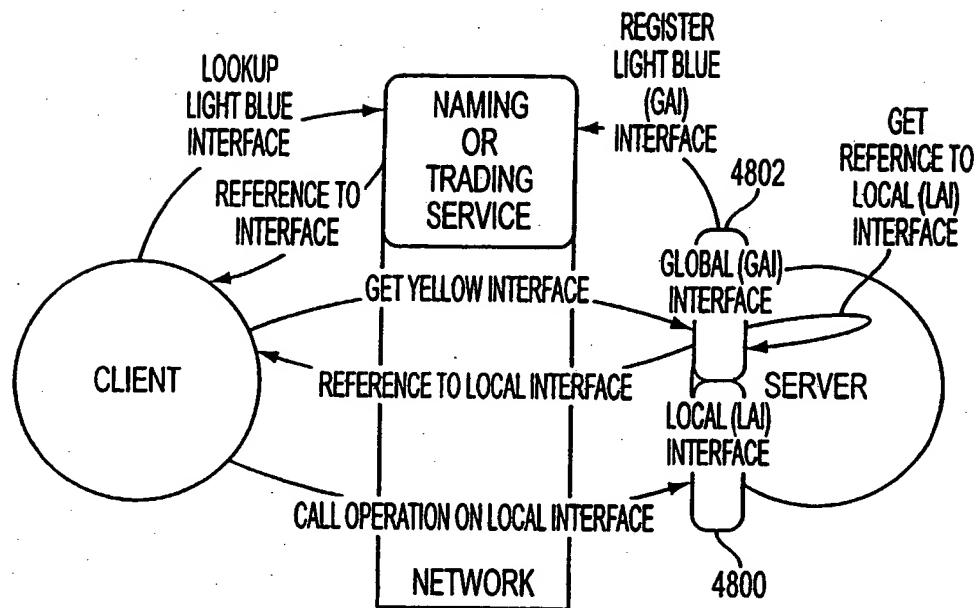 LOOKUP
LIGHT BLUE
INTERFACE
NAMING
OR
TRADING
SERVICE
REGISTER
LIGHT BLUE
(GAI)
INTERFACE
GET
REFERNCE TO
LOCAL (LAI)
INTERFACE
4802
REFERENCE TO
INTERFACE
GLOBAL (GAI)
INTERFACE
GET YELLOW INTERFACE
CLIENT
REFERENCE TO LOCAL INTERFACE
SERVER
LOCAL (LAI)
INTERFACE
CALL OPERATION ON LOCAL INTERFACE
NETWORK
4800